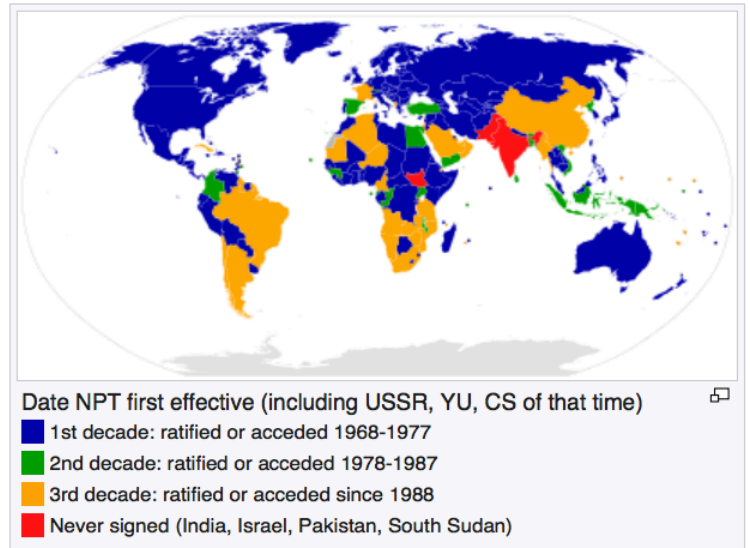 Date NPT first effective (including USSR, YU, CS of that time)
1st decade: ratified or acceded 1968-1977
2nd decade: ratified or acceded 1978-1987
3rd decade: ratified or acceded since 1988
Never signed (India, Israel, Pakistan, South Sudan)